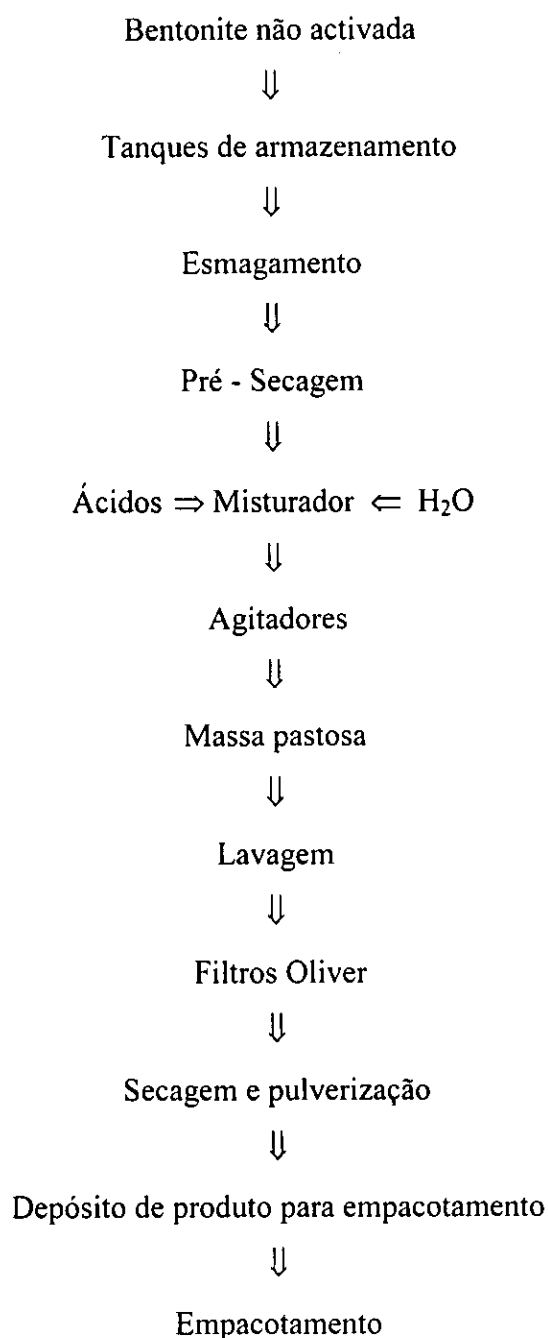 Bentonite não activada
⇓
Tanques de armazenamento
⇓
Esmagamento
⇓
Pré - Secagem
⇓
Ácidos ⇒ Misturador ⇐ H₂O
⇓
Agitadores
⇓
Massa pastosa
⇓
Lavagem
⇓
Filtros Oliver
⇓
Secagem e pulverização
⇓
Depósito de produto para empacotamento
⇓
Empacotamento